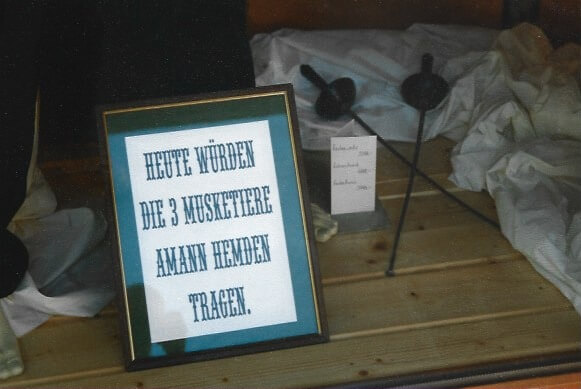 HEUTE WÜRDEN
DIE 3 MUSKETIERE
AMANN HEMDEN
TRAGEN.